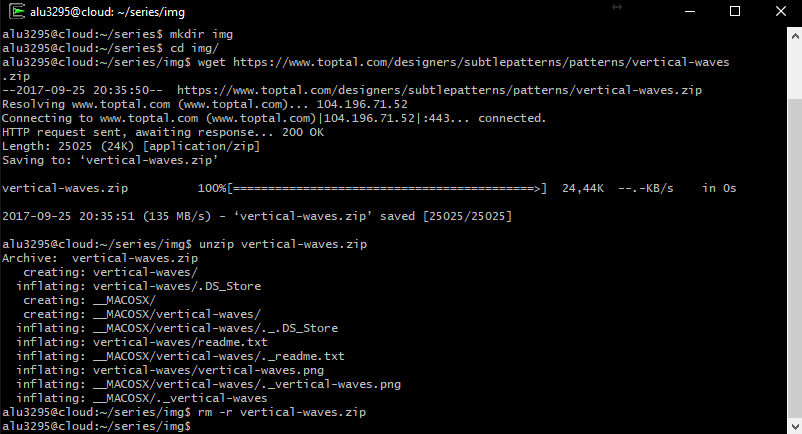 alu3295@cloud: ~/series/img
alu3295@cloud:~/series$ mkdir img
alu3295@cloud:~/series$ cd img/
alu3295@cloud:~/series/img$ wget https://www.toptal.com/designers/subtlepatterns/patterns/vertical-waves
.zip
--2017-09-25 20:35:50--  https://www.toptal.com/designers/subtlepatterns/patterns/vertical-waves.zip
Resolving www.toptal.com (www.toptal.com)... 104.196.71.52
Connecting to www.toptal.com (www.toptal.com)|104.196.71.52|:443... connected.
HTTP request sent, awaiting response... 200 OK
Length: 25025 (24K) [application/zip]
Saving to: ‘vertical-waves.zip’
vertical-waves.zip          100%[===========================================>]  24,44K  --.-KB/s    in 0s
2017-09-25 20:35:51 (135 MB/s) - ‘vertical-waves.zip’ saved [25025/25025]
alu3295@cloud:~/series/img$ unzip vertical-waves.zip
Archive:  vertical-waves.zip
   creating: vertical-waves/
  inflating: vertical-waves/.DS_Store
   creating: __MACOSX/
   creating: __MACOSX/vertical-waves/
  inflating: __MACOSX/vertical-waves/._.DS_Store
  inflating: vertical-waves/readme.txt
  inflating: __MACOSX/vertical-waves/._readme.txt
  inflating: vertical-waves/vertical-waves.png
  inflating: __MACOSX/vertical-waves/._vertical-waves.png
  inflating: __MACOSX/._vertical-waves
alu3295@cloud:~/series/img$ rm -r vertical-waves.zip
alu3295@cloud:~/series/img$